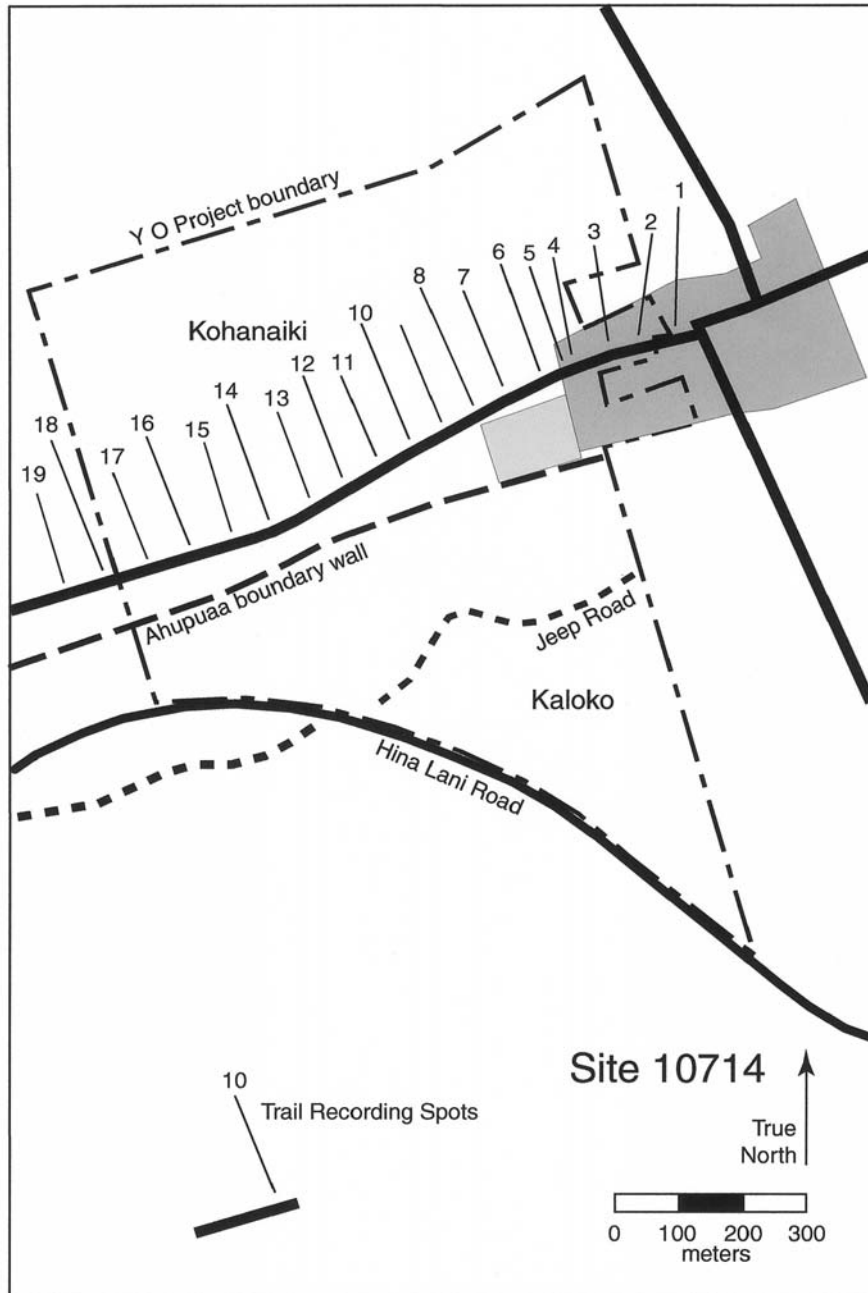 Y O Project boundary
1
2
3
4
5
6
7
8
10
Kohanaiki
11
12
13
14
15
16
17
18
19
Ahupuaa boundary wall
Jeep Road
Kaloko
Hina Lani Road
Site 10714
10
Trail Recording Spots
True
North
0 100 200 300
meters